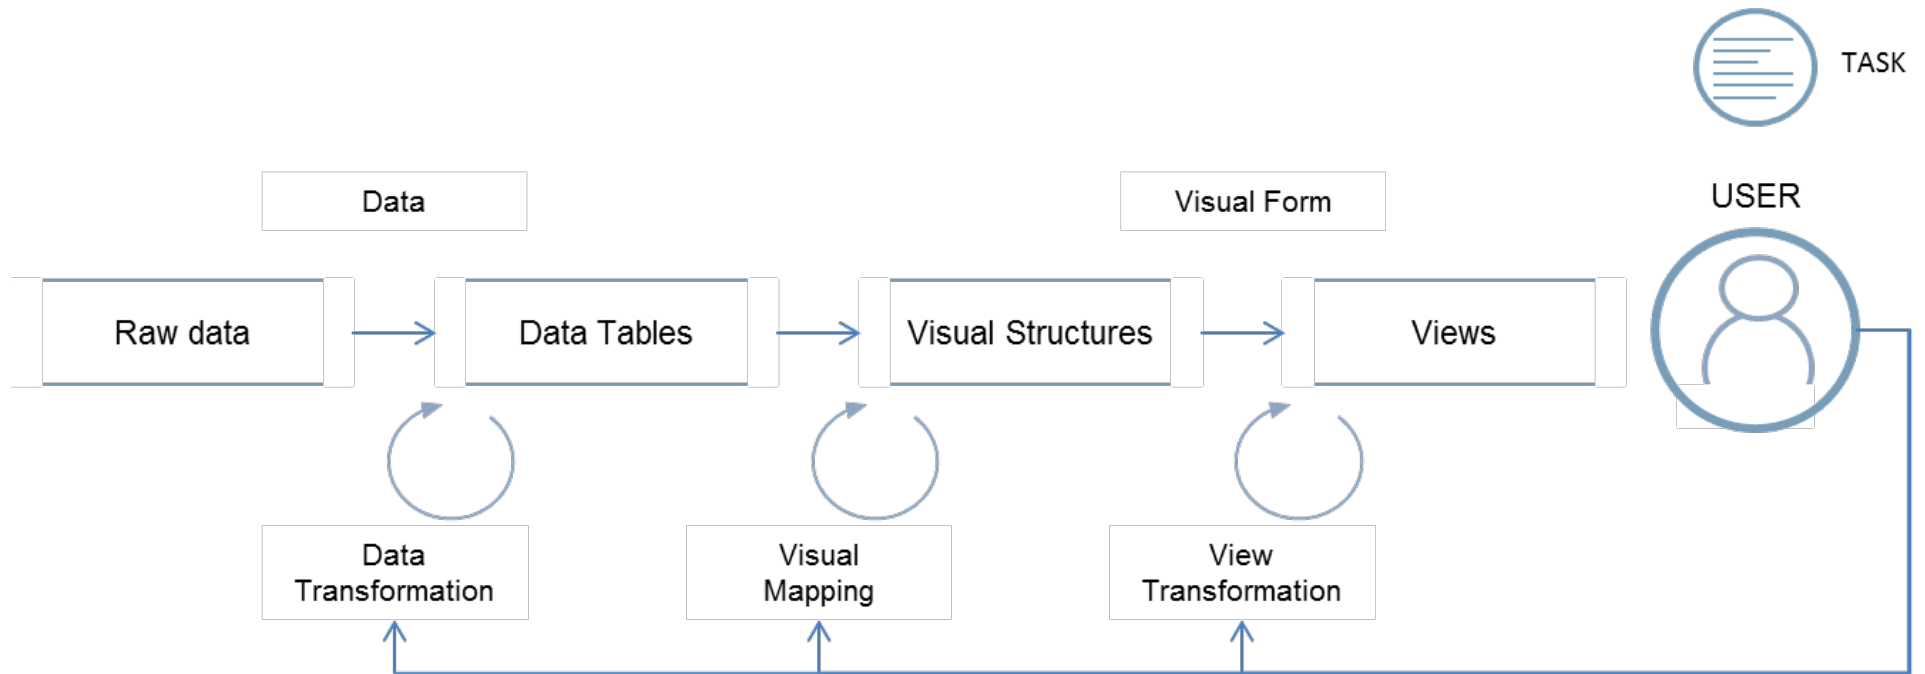 TASK
USER
Data
Visual Form
Raw data
Data Tables
Visual Structures
Views
Data
Transformation
Visual
Mapping
View
Transformation